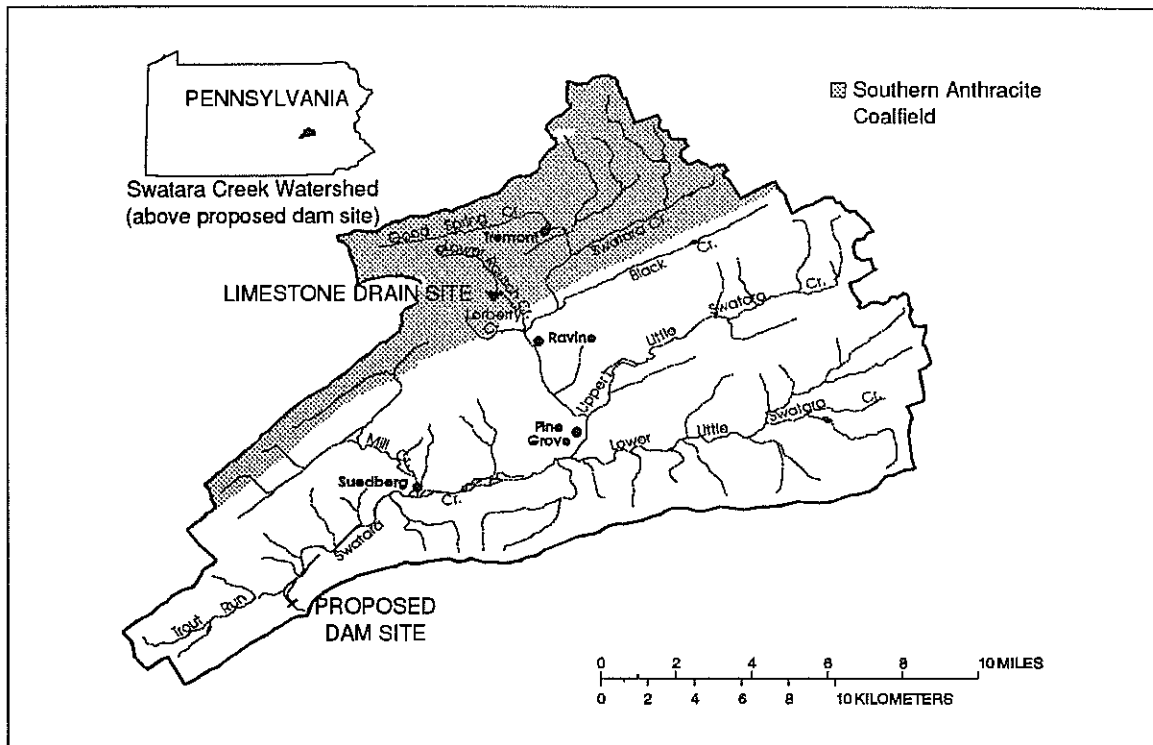 PENNSYLVANIA
Swatara Creek Watershed
(above proposed dam site)
Southern Anthracite
Coalfield
Good Spring Cr.
Tremont
Swatara Cr.
Lower Rausch Cr.
LIMESTONE DRAIN SITE
Lorberry
Cr.
Black Cr.
Ravine
Upper Little Swatara Cr.
Pine
Grove
Lower Little Swatara Cr.
Mill Cr.
Suedberg
Swatara Cr.
Trout Run
PROPOSED
DAM SITE
0 2 4 6 8 10 MILES
0 2 4 6 8 10 KILOMETERS